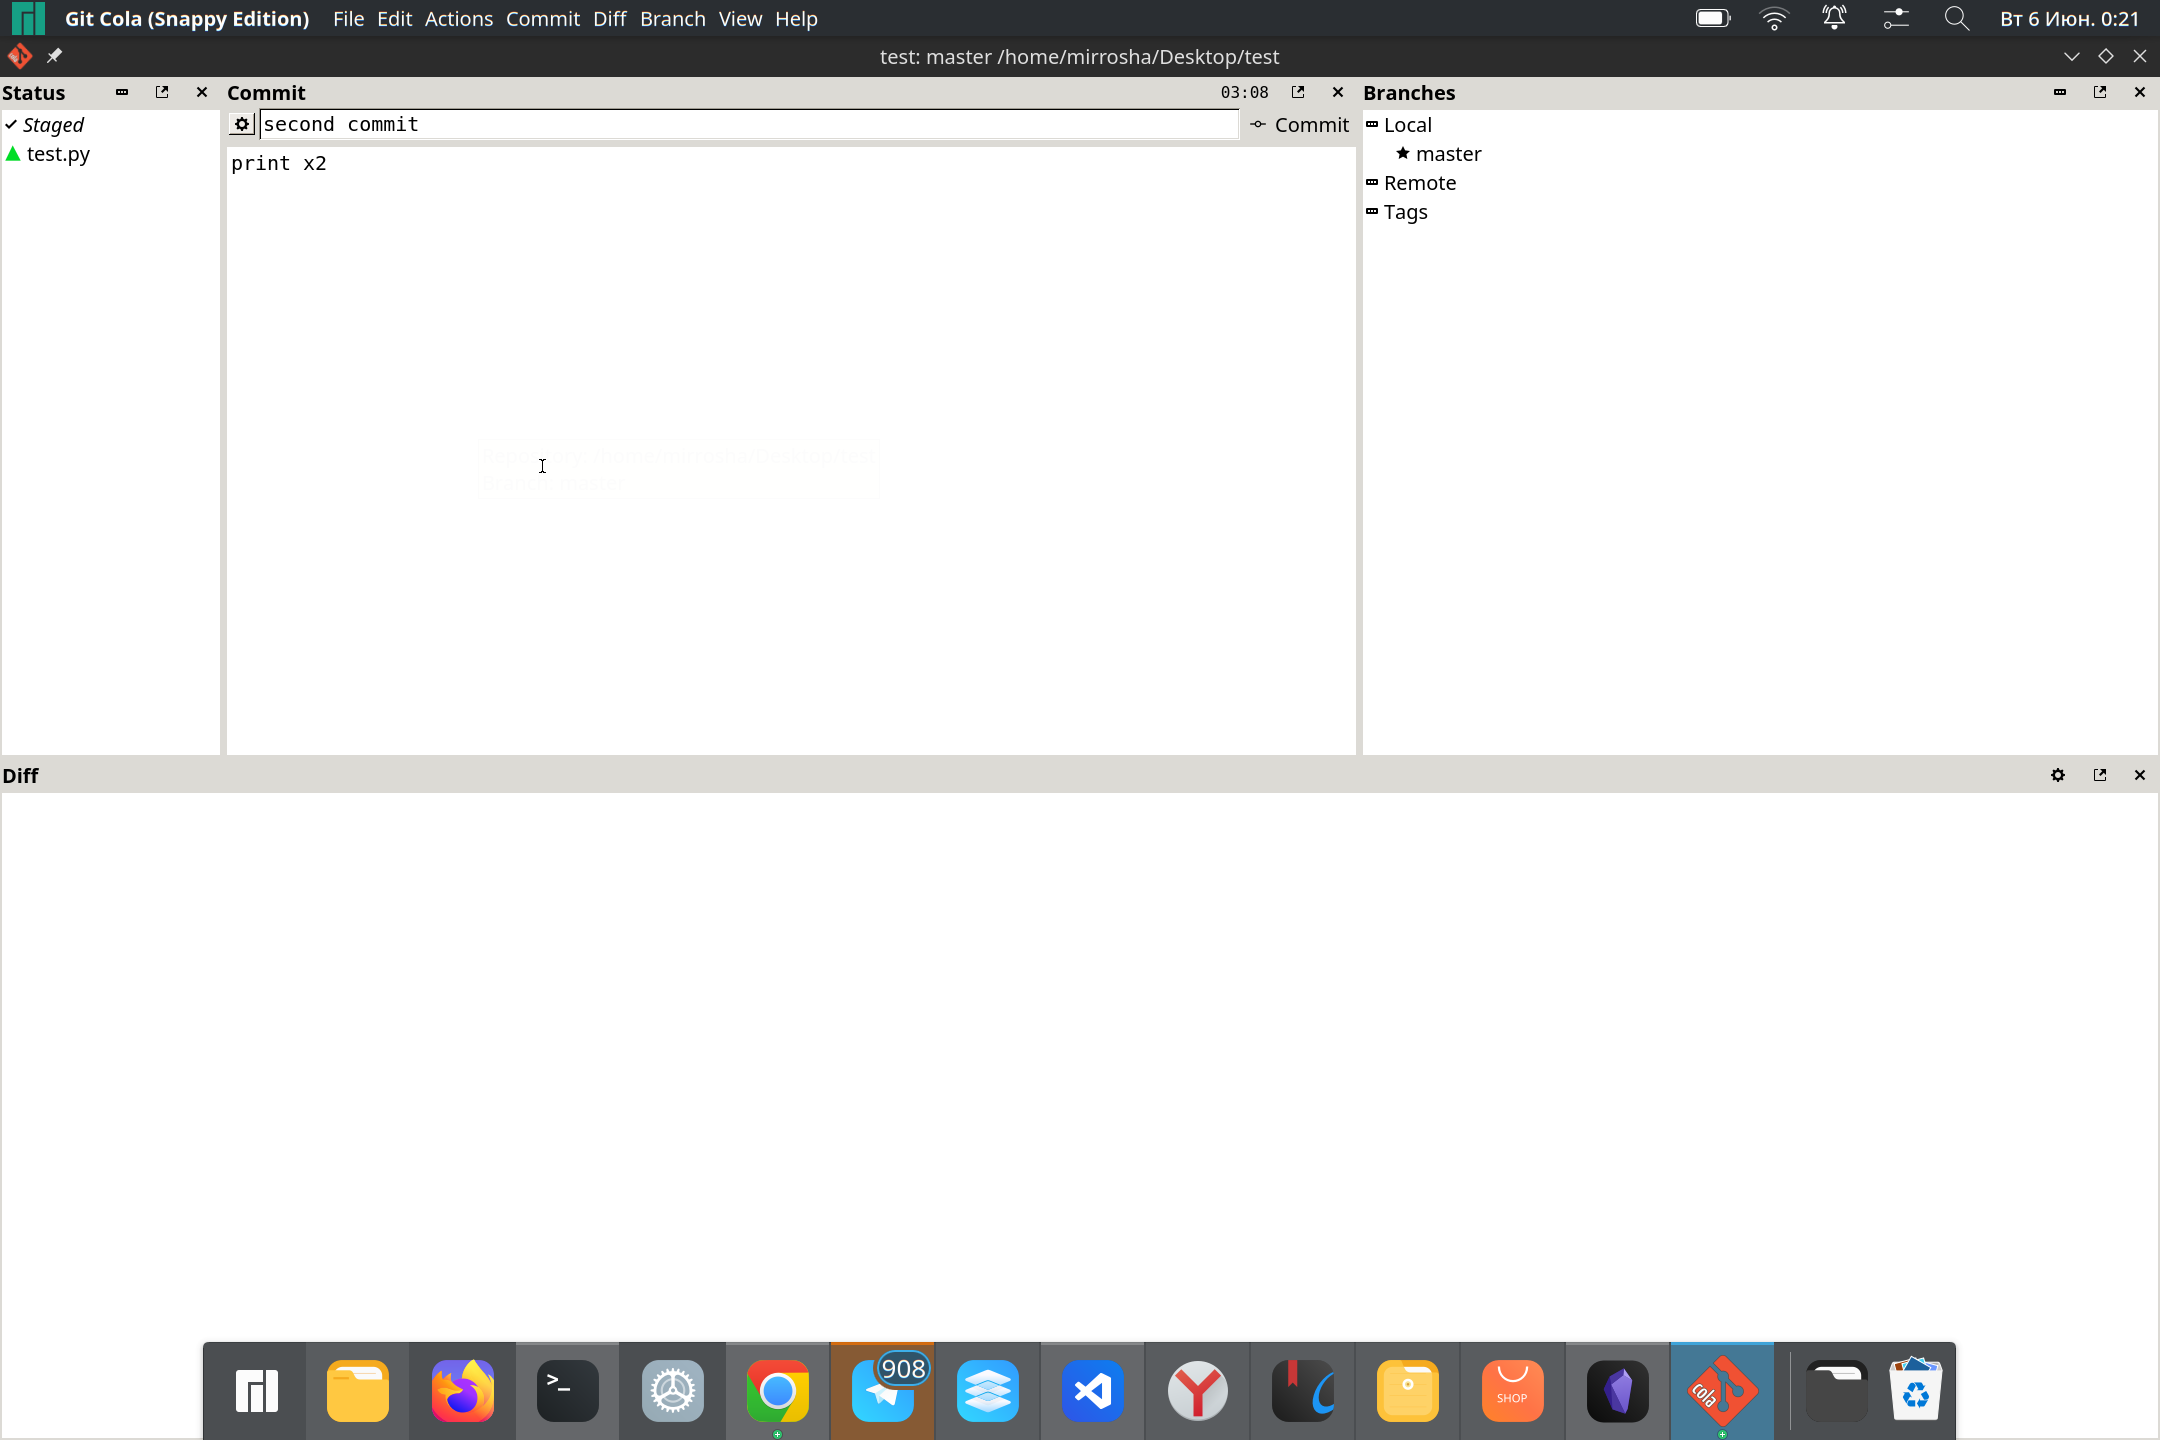 Git Cola (Snappy Edition) File Edit Actions Commit Diff Branch View Help Вт 6 Июн. 0:21
test: master /home/mirrosha/Desktop/test
Status
Commit 03:08
Branches
Staged
test.py
second commit
Commit
print x2
Local
master
Remote
Tags
Diff
>_
908
SHOP
cola